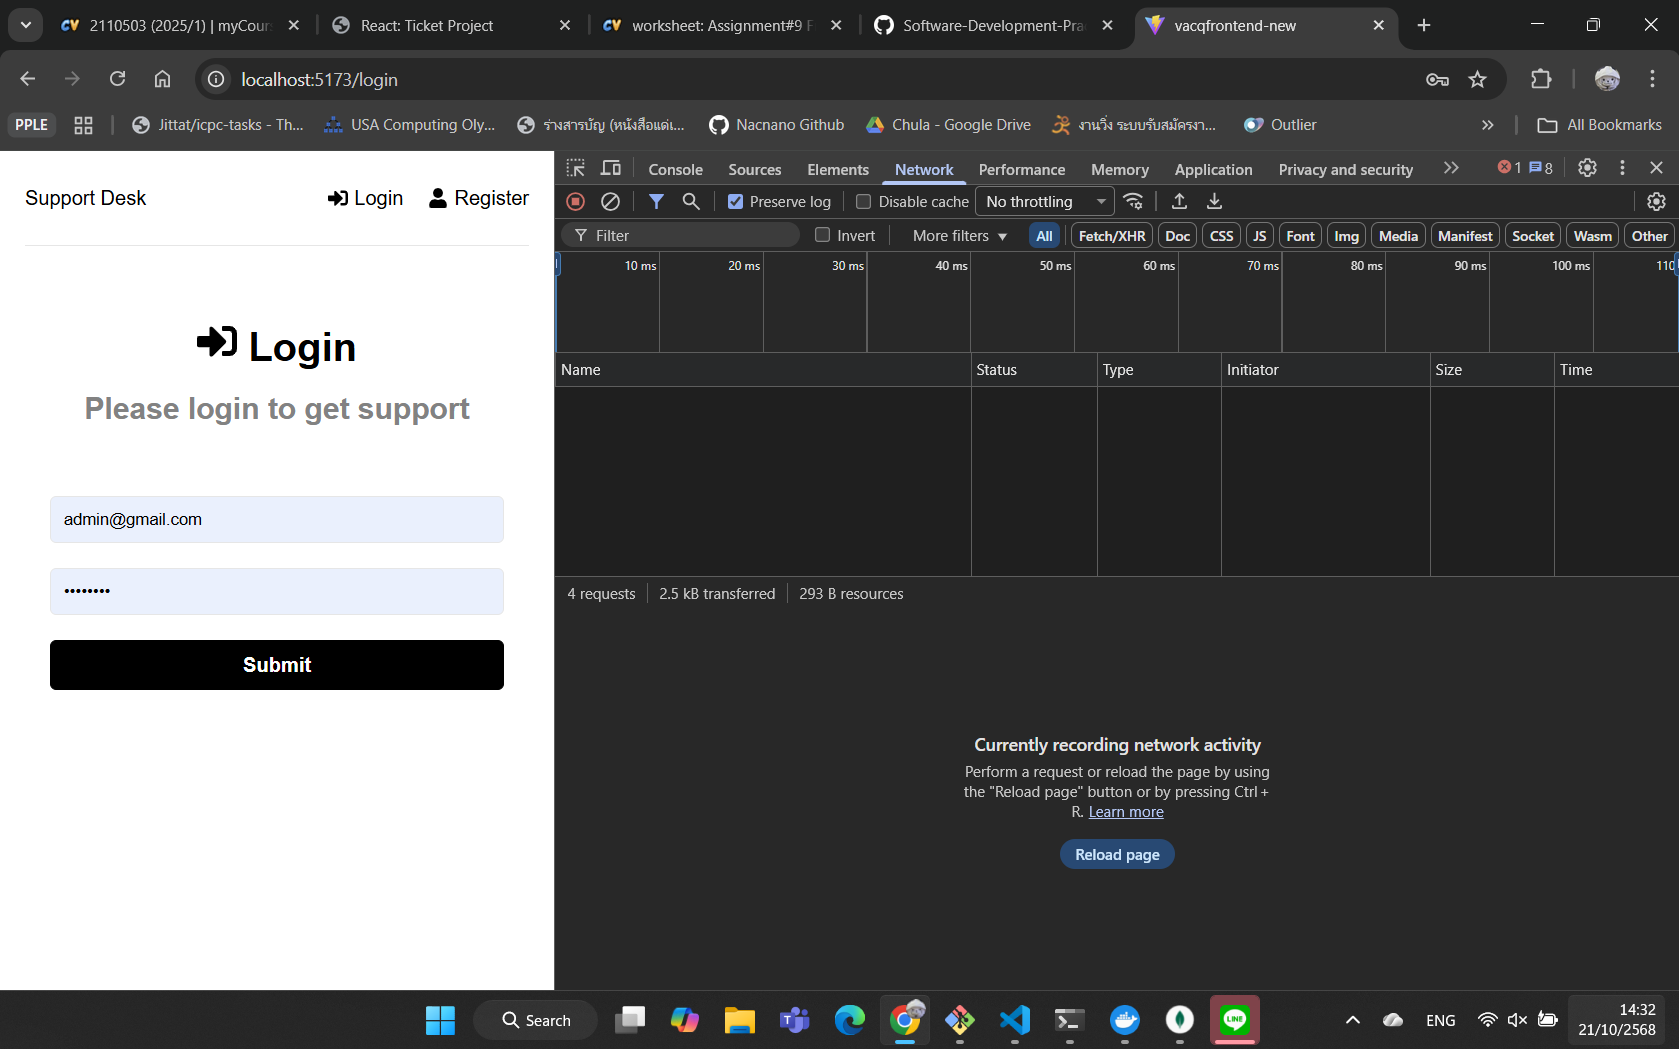 2110503 (2025/1) | myCour
React: Ticket Project
worksheet: Assignment#9 F
Software-Development-Pra
vacqfrontend-new
localhost:5173/login
PPLE
Jittat/icpc-tasks - Th...
USA Computing Oly...
ร่างสารบัญ (หนังสือแด่เ...
Nacnano Github
Chula - Google Drive
งานวิ่ง ระบบรับสมัครงา...
Outlier
All Bookmarks
Support Desk
Login
Register
Login
Please login to get support
admin@gmail.com
••••••••
Submit
Console
Sources
Elements
Network
Performance
Memory
Application
Privacy and security
1
8
Preserve log
Disable cache
No throttling
Filter
Invert
More filters
All
Fetch/XHR
Doc
CSS
JS
Font
Img
Media
Manifest
Socket
Wasm
Other
10 ms
20 ms
30 ms
40 ms
50 ms
60 ms
70 ms
80 ms
90 ms
100 ms
110
Name
Status
Type
Initiator
Size
Time
4 requests
2.5 kB transferred
293 B resources
Currently recording network activity
Perform a request or reload the page by using
the "Reload page" button or by pressing Ctrl +
R. Learn more
Reload page
Search
ENG
14:32
21/10/2568